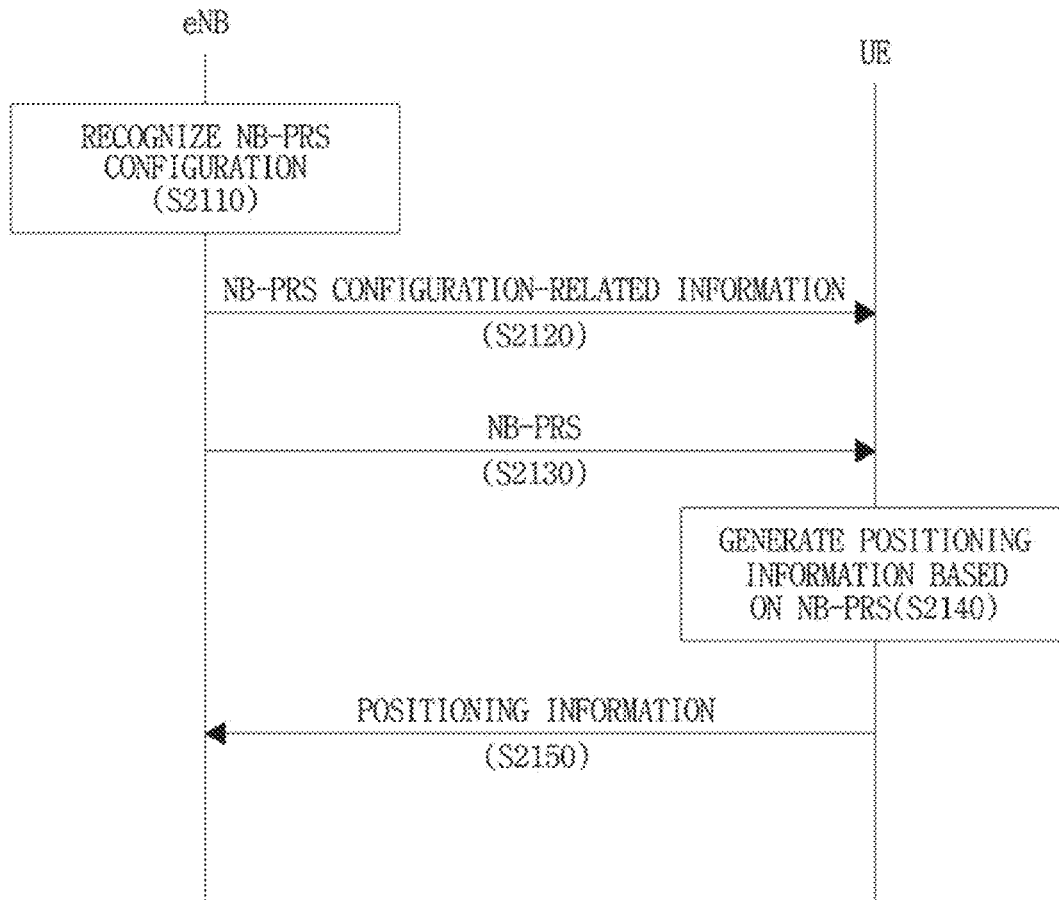 eNB
UE
RECOGNIZE NB-PRS
CONFIGURATION
(S2110)
NB-PRS CONFIGURATION-RELATED INFORMATION
(S2120)
NB-PRS
(S2130)
GENERATE POSITIONING
INFORMATION BASED
ON NB-PRS(S2140)
POSITIONING INFORMATION
(S2150)